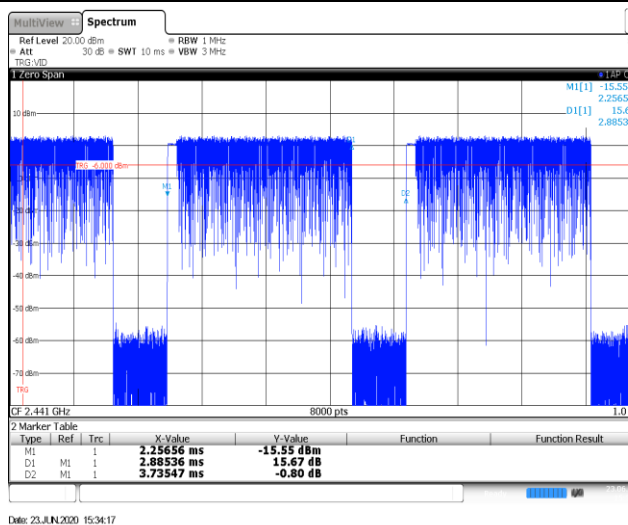 MultiView Spectrum
Ref Level 20.00 dBm RBW 1 MHz
Att 30 dB SWT 10 ms VBW 3 MHz
TRG:VID
1 Zero Span 1AP
M1[1] -15.55
2.2565
D1[1] 15.6
2.8853
10 dBm
D1
TRG -6.000 dBm
M1
D2
-30 dBm
-40 dBm
-50 dBm
-60 dBm
-70 dBm
TRG
CF 2.441 GHz 8000 pts 1.0
2 Marker Table
Type Ref Trc X-Value Y-Value Function Function Result
M1 1 2.25656 ms -15.55 dBm
D1 M1 1 2.88536 ms 15.67 dB
D2 M1 1 3.73547 ms -0.80 dB
Date: 23.JUN.2020 15:34:17